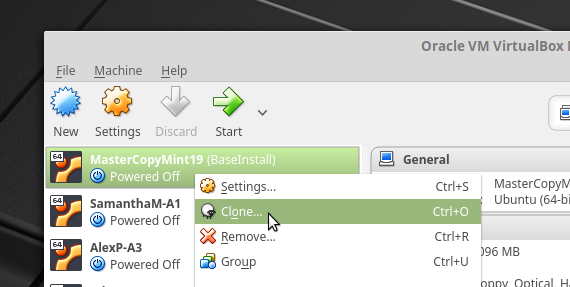 Oracle VM VirtualBox
File Machine Help
New Settings Discard Start
64 MasterCopyMint19 (BaseInstall)
Powered Off
General
Settings... Ctrl+S
MasterCopyM
Clone... Ctrl+O
Ubuntu (64-bi
64 SamanthaM-A1
Powered Off
Remove... Ctrl+R
64 AlexP-A3
Powered Off
Group Ctrl+U
096 MB
oppy, Optical, Ha